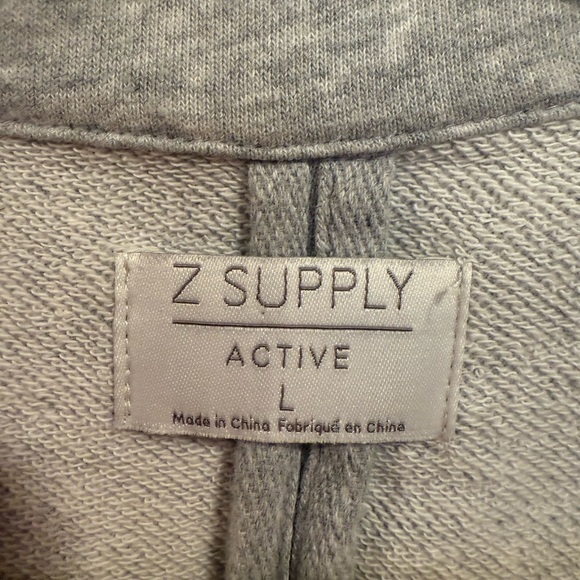 Z SUPPLY
ACTIVE
L
Made in China Fabriqué en Chine